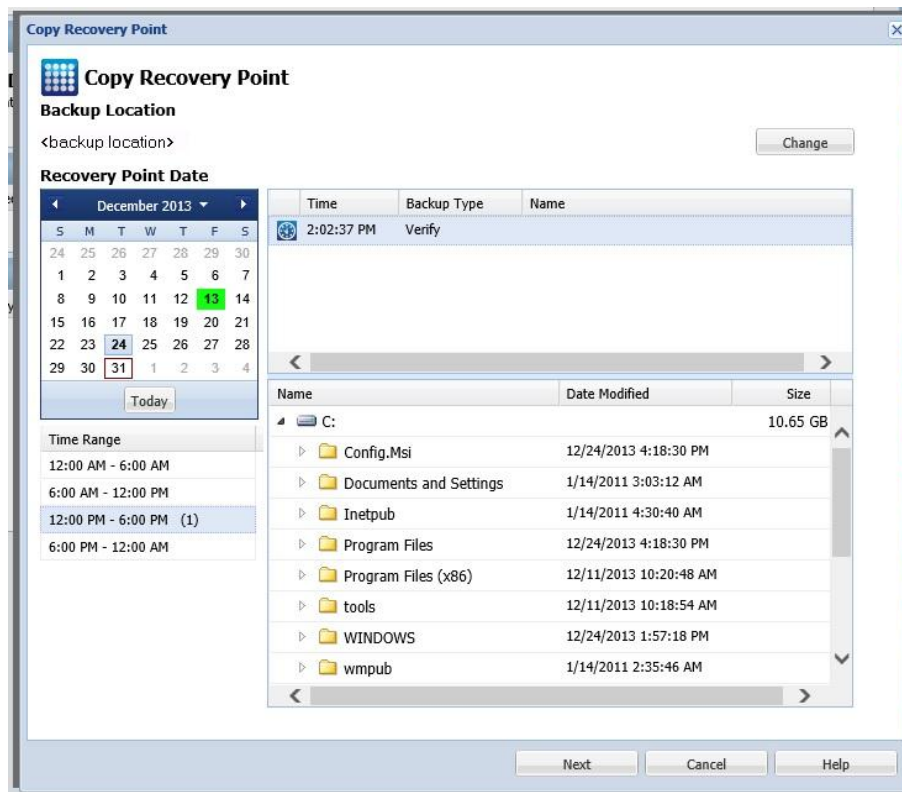 Copy Recovery Point
Copy Recovery Point
Backup Location
<backup location>
Change
Recovery Point Date
December 2013
S M T W T F S
24 25 26 27 28 29 30
1 2 3 4 5 6 7
8 9 10 11 12 13 14
15 16 17 18 19 20 21
22 23 24 25 26 27 28
29 30 31 1 2 3 4
Today
Time Range
12:00 AM - 6:00 AM
6:00 AM - 12:00 PM
12:00 PM - 6:00 PM (1)
6:00 PM - 12:00 AM
Time Backup Type Name
2:02:37 PM Verify
Name Date Modified Size
C: 10.65 GB
Config.Msi 12/24/2013 4:18:30 PM
Documents and Settings 1/14/2011 3:03:12 AM
Inetpub 1/14/2011 4:30:40 AM
Program Files 12/24/2013 4:18:30 PM
Program Files (x86) 12/11/2013 10:20:48 AM
tools 12/11/2013 10:18:54 AM
WINDOWS 12/24/2013 1:57:18 PM
wmpub 1/14/2011 2:35:46 AM
Next Cancel Help